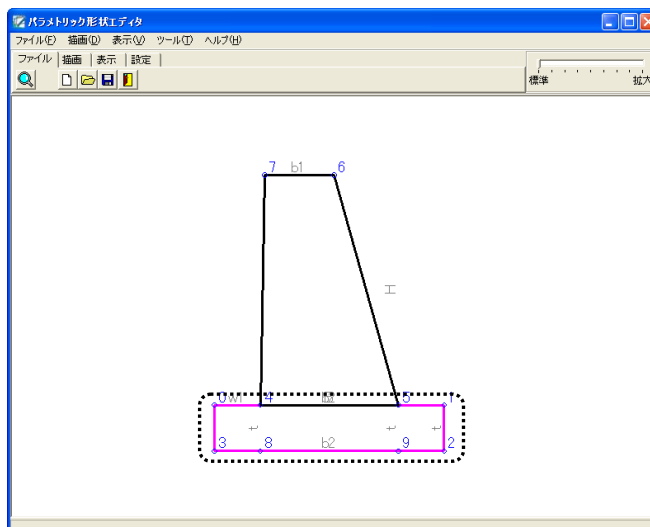 パラメトリック形状エディタ
ファイル(F) 描画(D) 表示(V) ツール(T) ヘルプ(H)
ファイル 描画 表示 設定
標準 拡大
7 b1 6
H
0 w1 4 5 1
t t t
3 8 b2 9 2